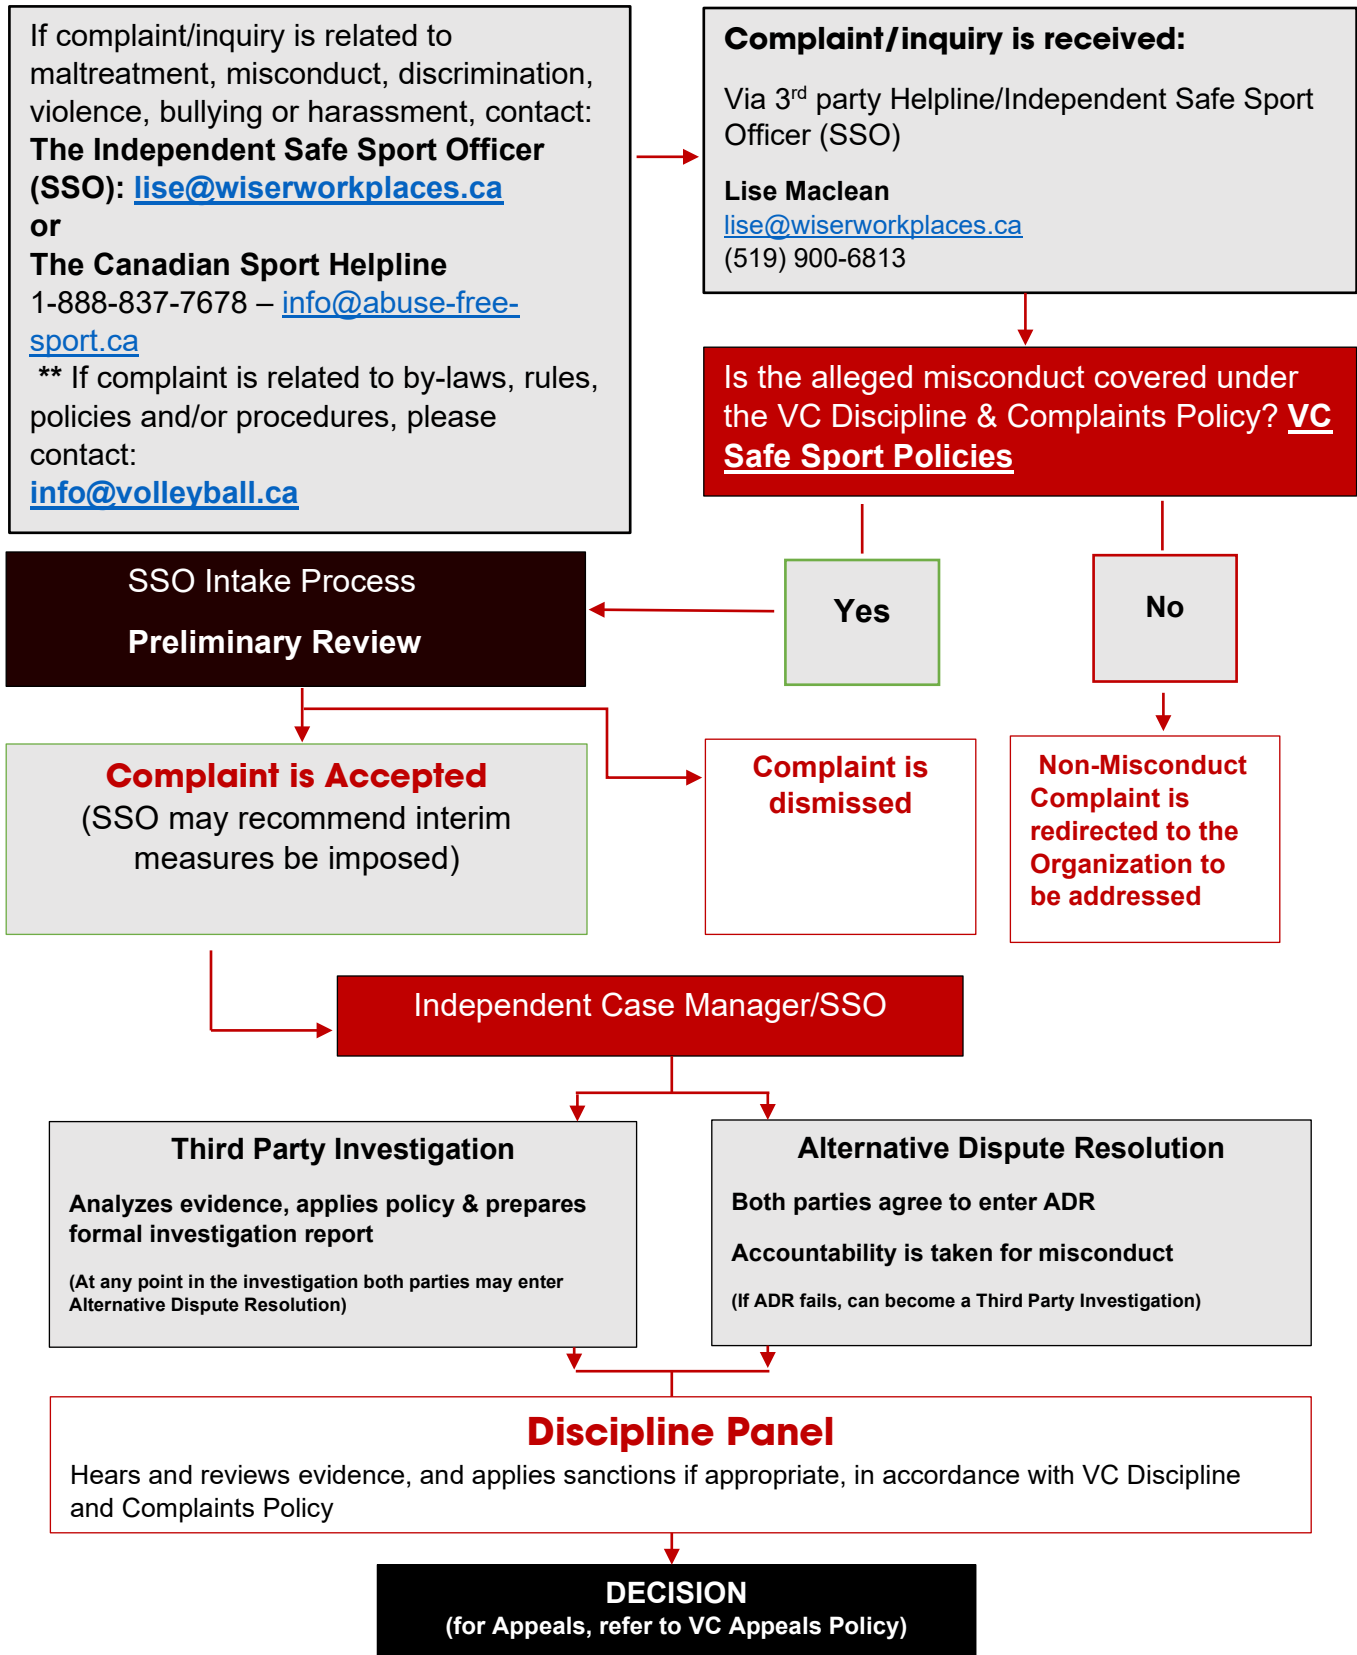 If complaint/inquiry is related to
maltreatment, misconduct, discrimination,
violence, bullying or harassment, contact:
The Independent Safe Sport Officer
(SSO): lise@wiserworkplaces.ca
or
The Canadian Sport Helpline
1-888-837-7678 – info@abuse-free-
sport.ca
** If complaint is related to by-laws, rules,
policies and/or procedures, please
contact:
info@volleyball.ca
Complaint/inquiry is received:
Via 3rd party Helpline/Independent Safe Sport
Officer (SSO)
Lise Maclean
lise@wiserworkplaces.ca
(519) 900-6813
Is the alleged misconduct covered under
the VC Discipline & Complaints Policy? VC
Safe Sport Policies
Yes
No
SSO Intake Process
Preliminary Review
Complaint is Accepted
(SSO may recommend interim
measures be imposed)
Complaint is
dismissed
Non-Misconduct
Complaint is
redirected to the
Organization to
be addressed
Independent Case Manager/SSO
Third Party Investigation
Analyzes evidence, applies policy & prepares
formal investigation report
(At any point in the investigation both parties may enter
Alternative Dispute Resolution)
Alternative Dispute Resolution
Both parties agree to enter ADR
Accountability is taken for misconduct
(If ADR fails, can become a Third Party Investigation)
Discipline Panel
Hears and reviews evidence, and applies sanctions if appropriate, in accordance with VC Discipline
and Complaints Policy
DECISION
(for Appeals, refer to VC Appeals Policy)